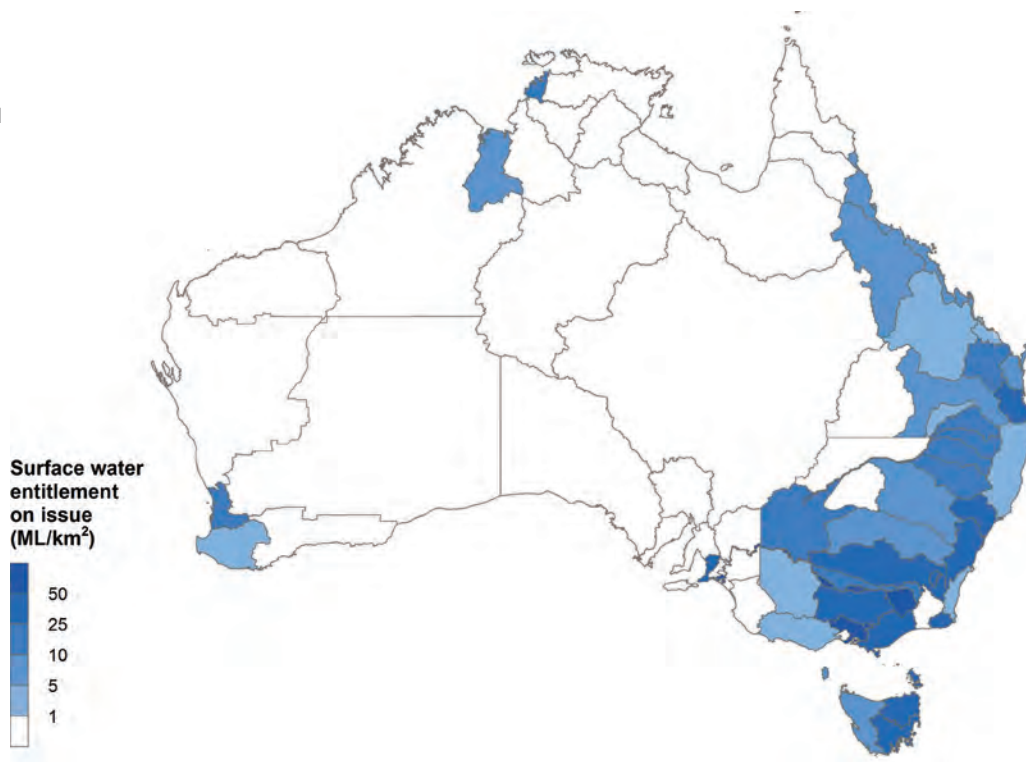 Surface water
entitlement
on issue
(ML/km²)
50
25
10
5
1